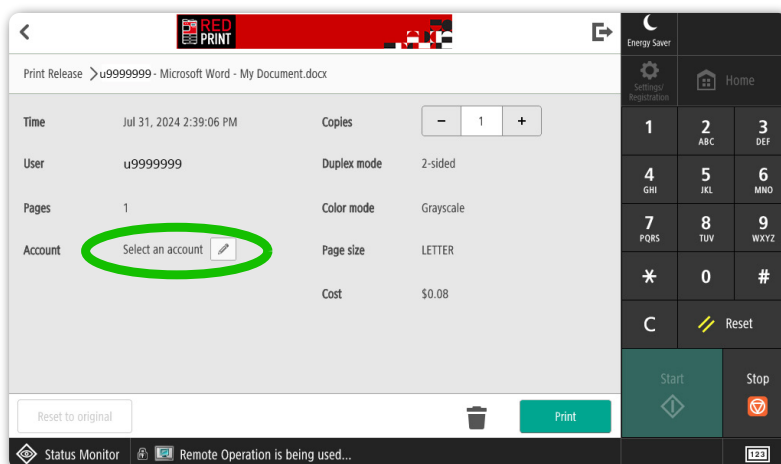 RED
PRINT
Energy Saver
Print Release > u9999999 - Microsoft Word - My Document.docx
Settings/
Registration
Home
Time Jul 31, 2024 2:39:06 PM Copies - 1 +
User u9999999 Duplex mode 2-sided
Pages 1 Color mode Grayscale
Account Select an account Page size LETTER
Cost $0.08
1 2 3
ABC DEF
4 5 6
GHI JKL MNO
7 8 9
PQRS TUV WXYZ
* 0 #
C Reset
Start Stop
Reset to original Print
Status Monitor Remote Operation is being used...
123